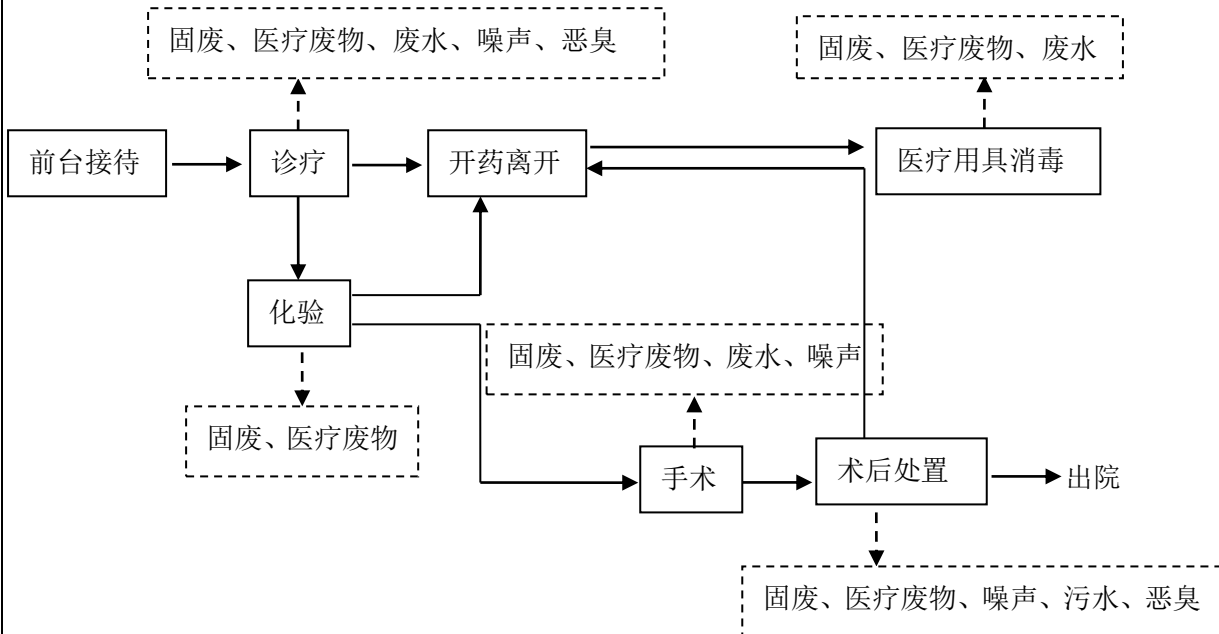 固废、医疗废物、废水、噪声、恶臭
固废、医疗废物、废水
前台接待
诊疗
开药离开
医疗用具消毒
化验
固废、医疗废物、废水、噪声
固废、医疗废物
手术
术后处置
出院
固废、医疗废物、噪声、污水、恶臭